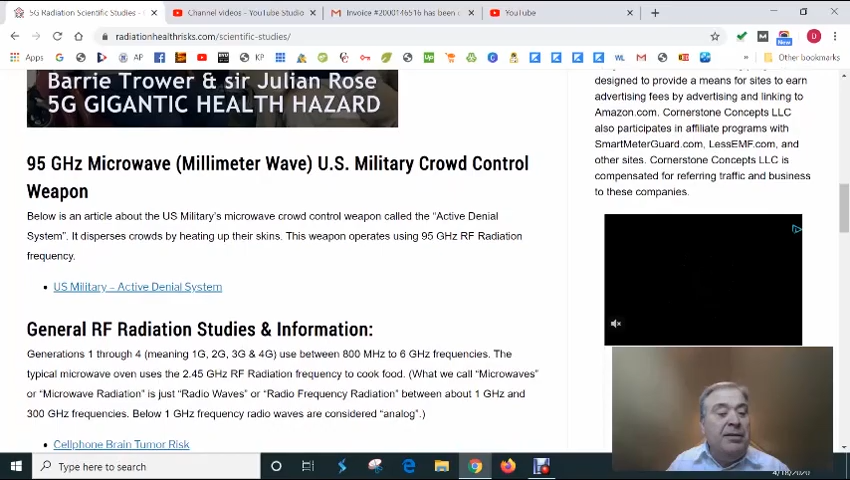 5G Radiation Scientific Studies -
Channel videos - YouTube Studio
Invoice #2000146516 has been
YouTube
radiationhealthrisks.com/scientific-studies/
Apps
AP
KP
Up
WL
KP
New
D
Other bookmarks
Barrie Trower & sir Julian Rose
5G GIGANTIC HEALTH HAZARD
95 GHz Microwave (Millimeter Wave) U.S. Military Crowd Control
Weapon
Below is an article about the US Military's microwave crowd control weapon called the "Active Denial
System". It disperses crowds by heating up their skins. This weapon operates using 95 GHz RF Radiation
frequency.
US Military – Active Denial System
General RF Radiation Studies & Information:
Generations 1 through 4 (meaning 1G, 2G, 3G & 4G) use between 800 MHz to 6 GHz frequencies. The
typical microwave oven uses the 2.45 GHz RF Radiation frequency to cook food. (What we call "Microwaves"
or "Microwave Radiation" is just "Radio Waves" or "Radio Frequency Radiation" between about 1 GHz and
300 GHz frequencies. Below 1 GHz frequency radio waves are considered "analog".)
Cellphone Brain Tumor Risk
designed to provide a means for sites to earn
advertising fees by advertising and linking to
Amazon.com. Cornerstone Concepts LLC
also participates in affiliate programs with
SmartMeterGuard.com, LessEMF.com, and
other sites. Cornerstone Concepts LLC is
compensated for referring traffic and business
to these companies.
Type here to search
4/18/2020